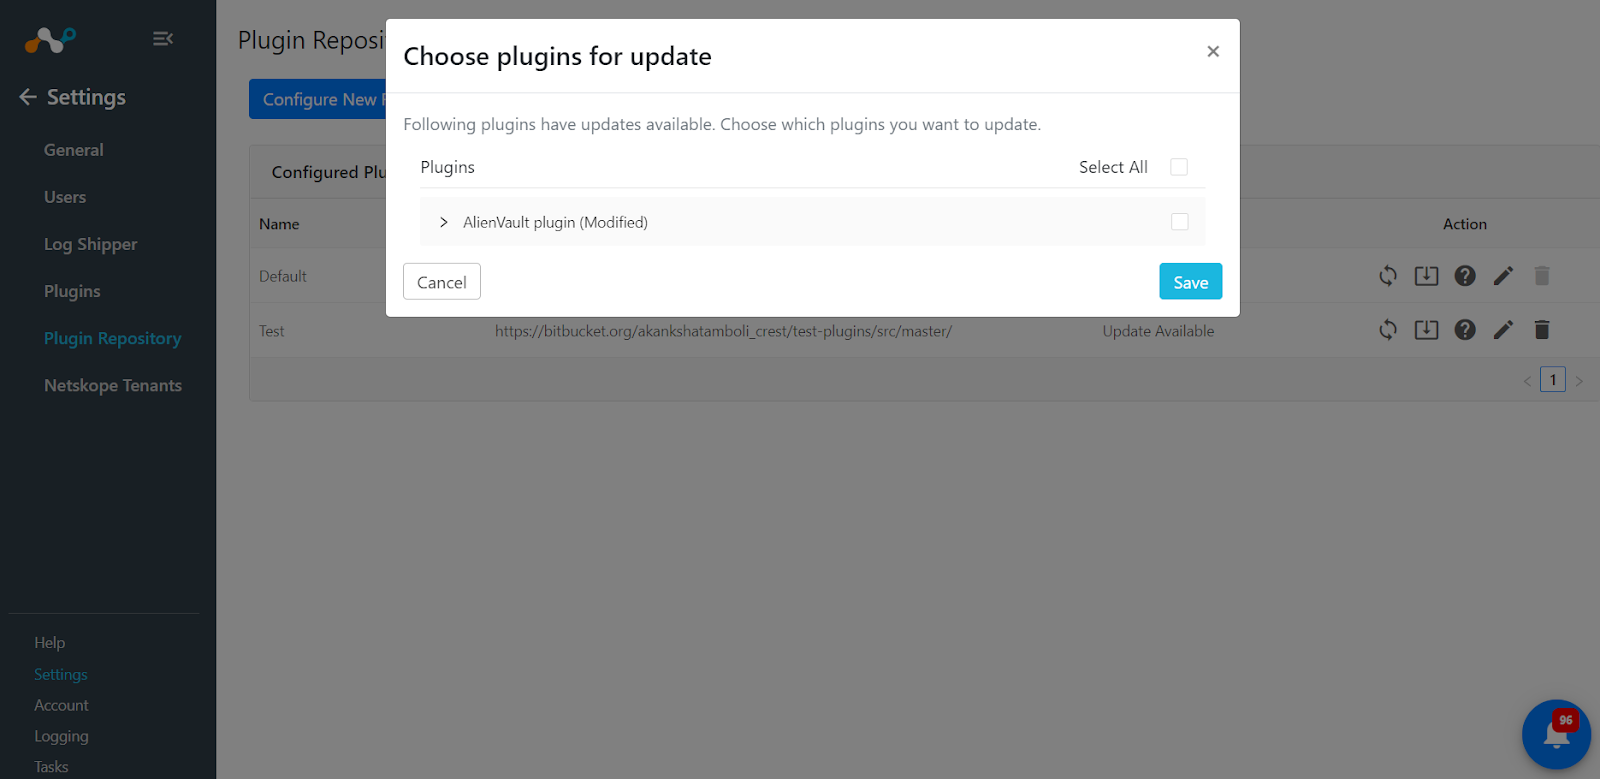 Settings
General
Users
Log Shipper
Plugins
Plugin Repository
Netskope Tenants
Help
Settings
Account
Logging
Tasks
Plugin Reposi
Configure New
Configured Plu
Name
Action
Default
Test
https://bitbucket.org/akankshatamboli_crest/test-plugins/src/master/
Update Available
< 1 >
Choose plugins for update
×
Following plugins have updates available. Choose which plugins you want to update.
Plugins
Select All
AlienVault plugin (Modified)
Cancel
Save
96